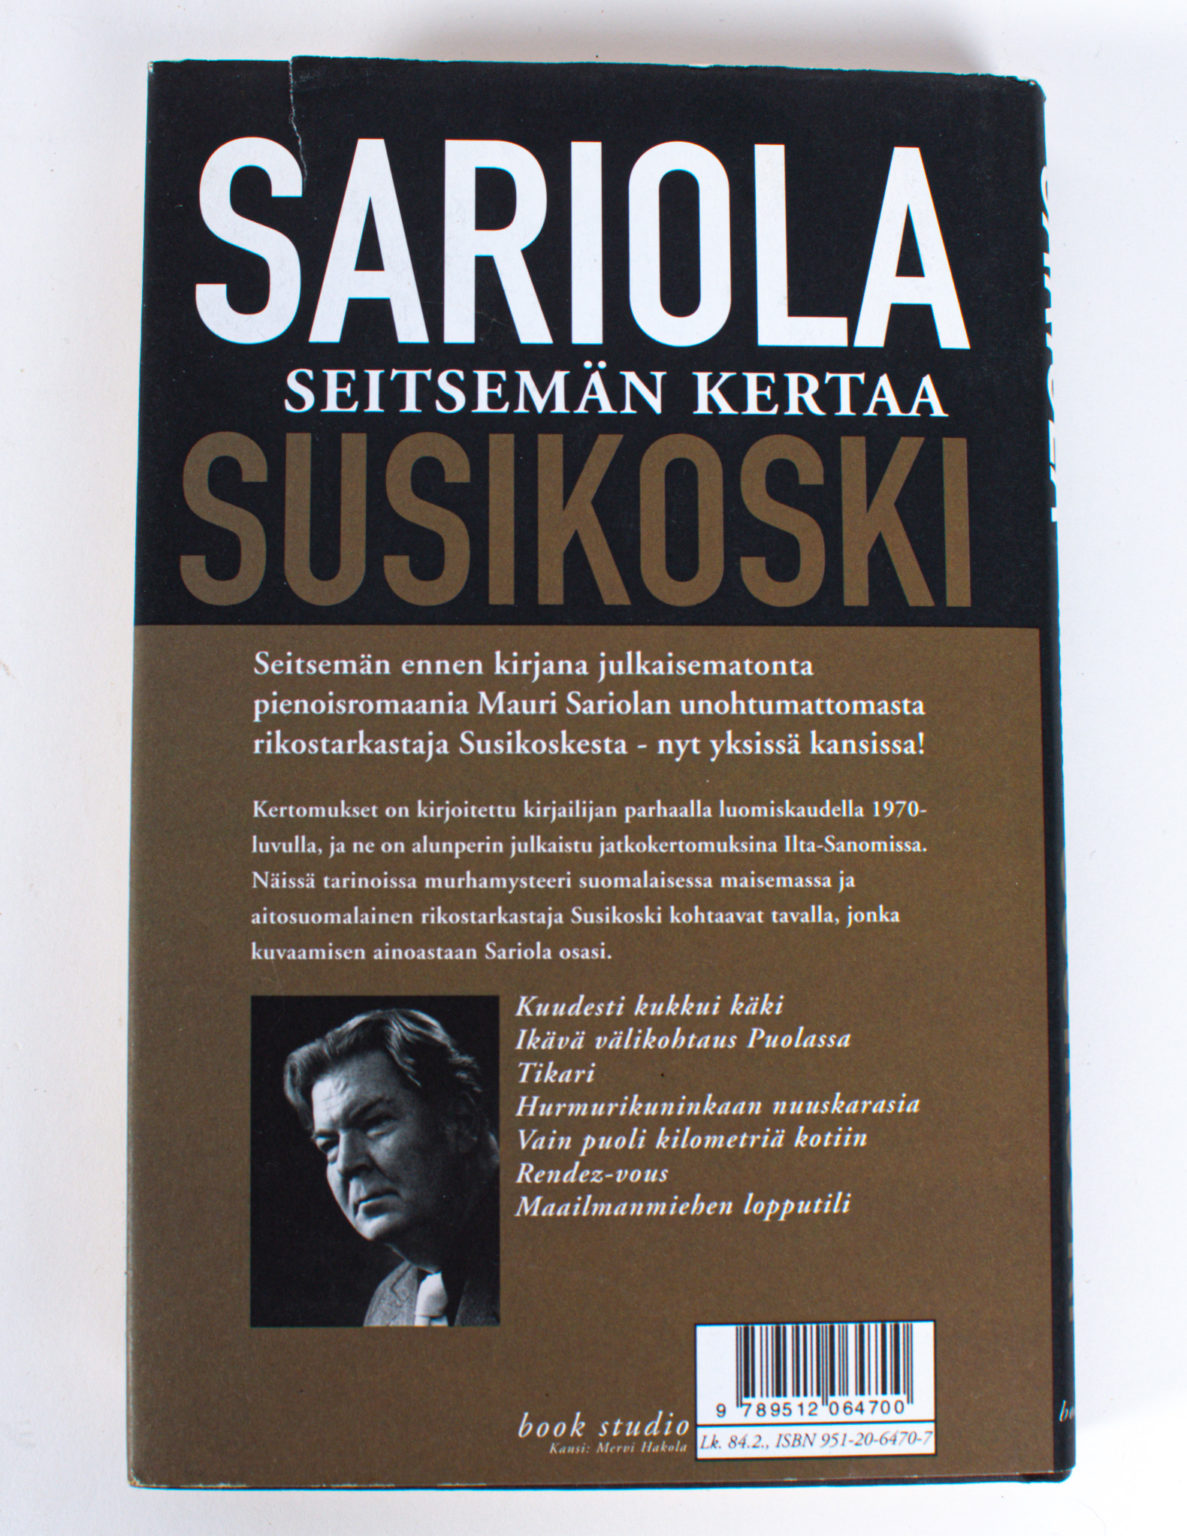 SARIOLA
SEITSEMÄN KERTAA
SUSIKOSKI
Seitsemän ennen kirjana julkaisematonta
pienoisromaania Mauri Sariolan unohtumattomasta
rikostarkastaja Susikoskesta - nyt yksissä kansissa!
Kertomukset on kirjoitettu kirjailijan parhaalla luomiskaudella 1970-
luvulla, ja ne on alunperin julkaistu jatkokertomuksina Ilta-Sanomissa.
Näissä tarinoissa murhamysteeri suomalaisessa maisemassa ja
aitosuomalainen rikostarkastaja Susikoski kohtaavat tavalla, jonka
kuvaamisen ainoastaan Sariola osasi.
Kuudesti kukkui käki
Ikävä välikohtaus Puolassa
Tikari
Hurmurikuninkaan nuuskarasia
Vain puoli kilometriä kotiin
Rendez-vous
Maailmanmiehen lopputili
9 789512 064700
book studio
Kansi: Mervi Hakola
Lk. 84.2., ISBN 951-20-6470-7